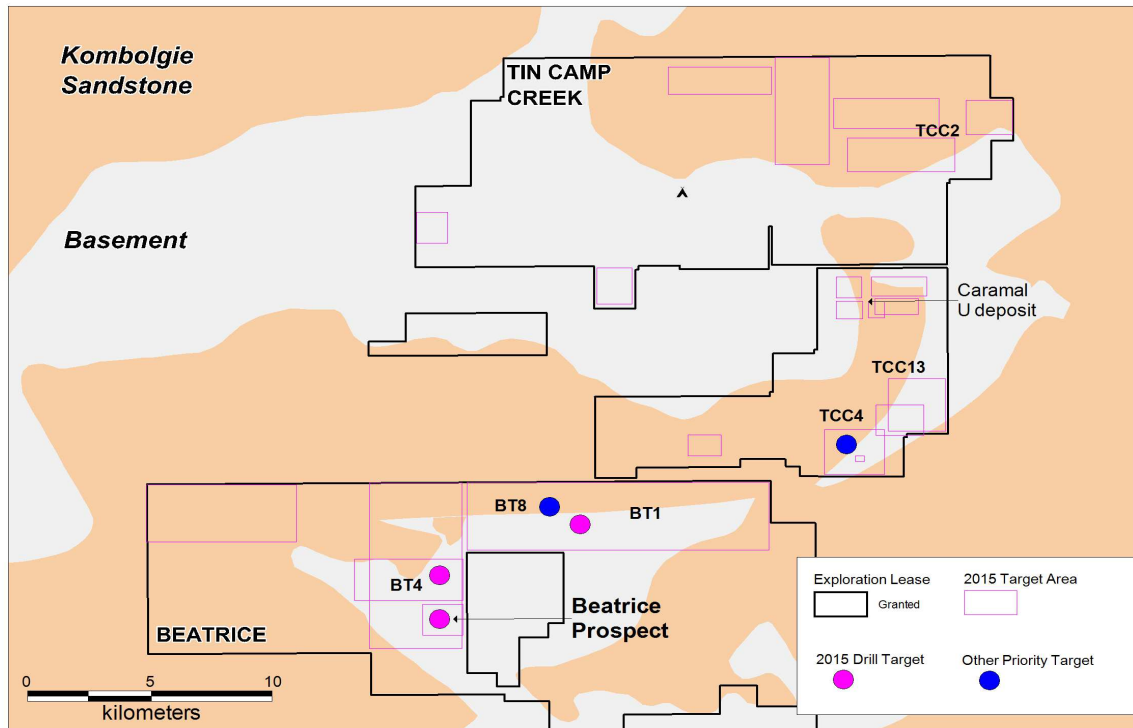 Kombolgie
Sandstone
TIN CAMP
CREEK
TCC2
Basement
Caramal
U deposit
TCC13
TCC4
BT8
BT1
BT4
Beatrice
Prospect
BEATRICE
0 5 10
kilometers
Exploration Lease 2015 Target Area
Granted
2015 Drill Target Other Priority Target